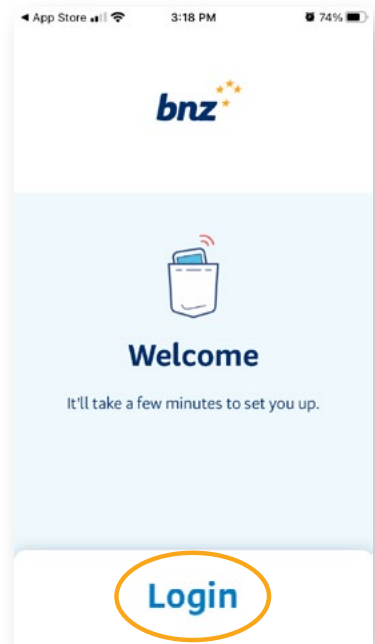 App Store 3:18 PM 74%
bnz
Welcome
It'll take a few minutes to set you up.
Login